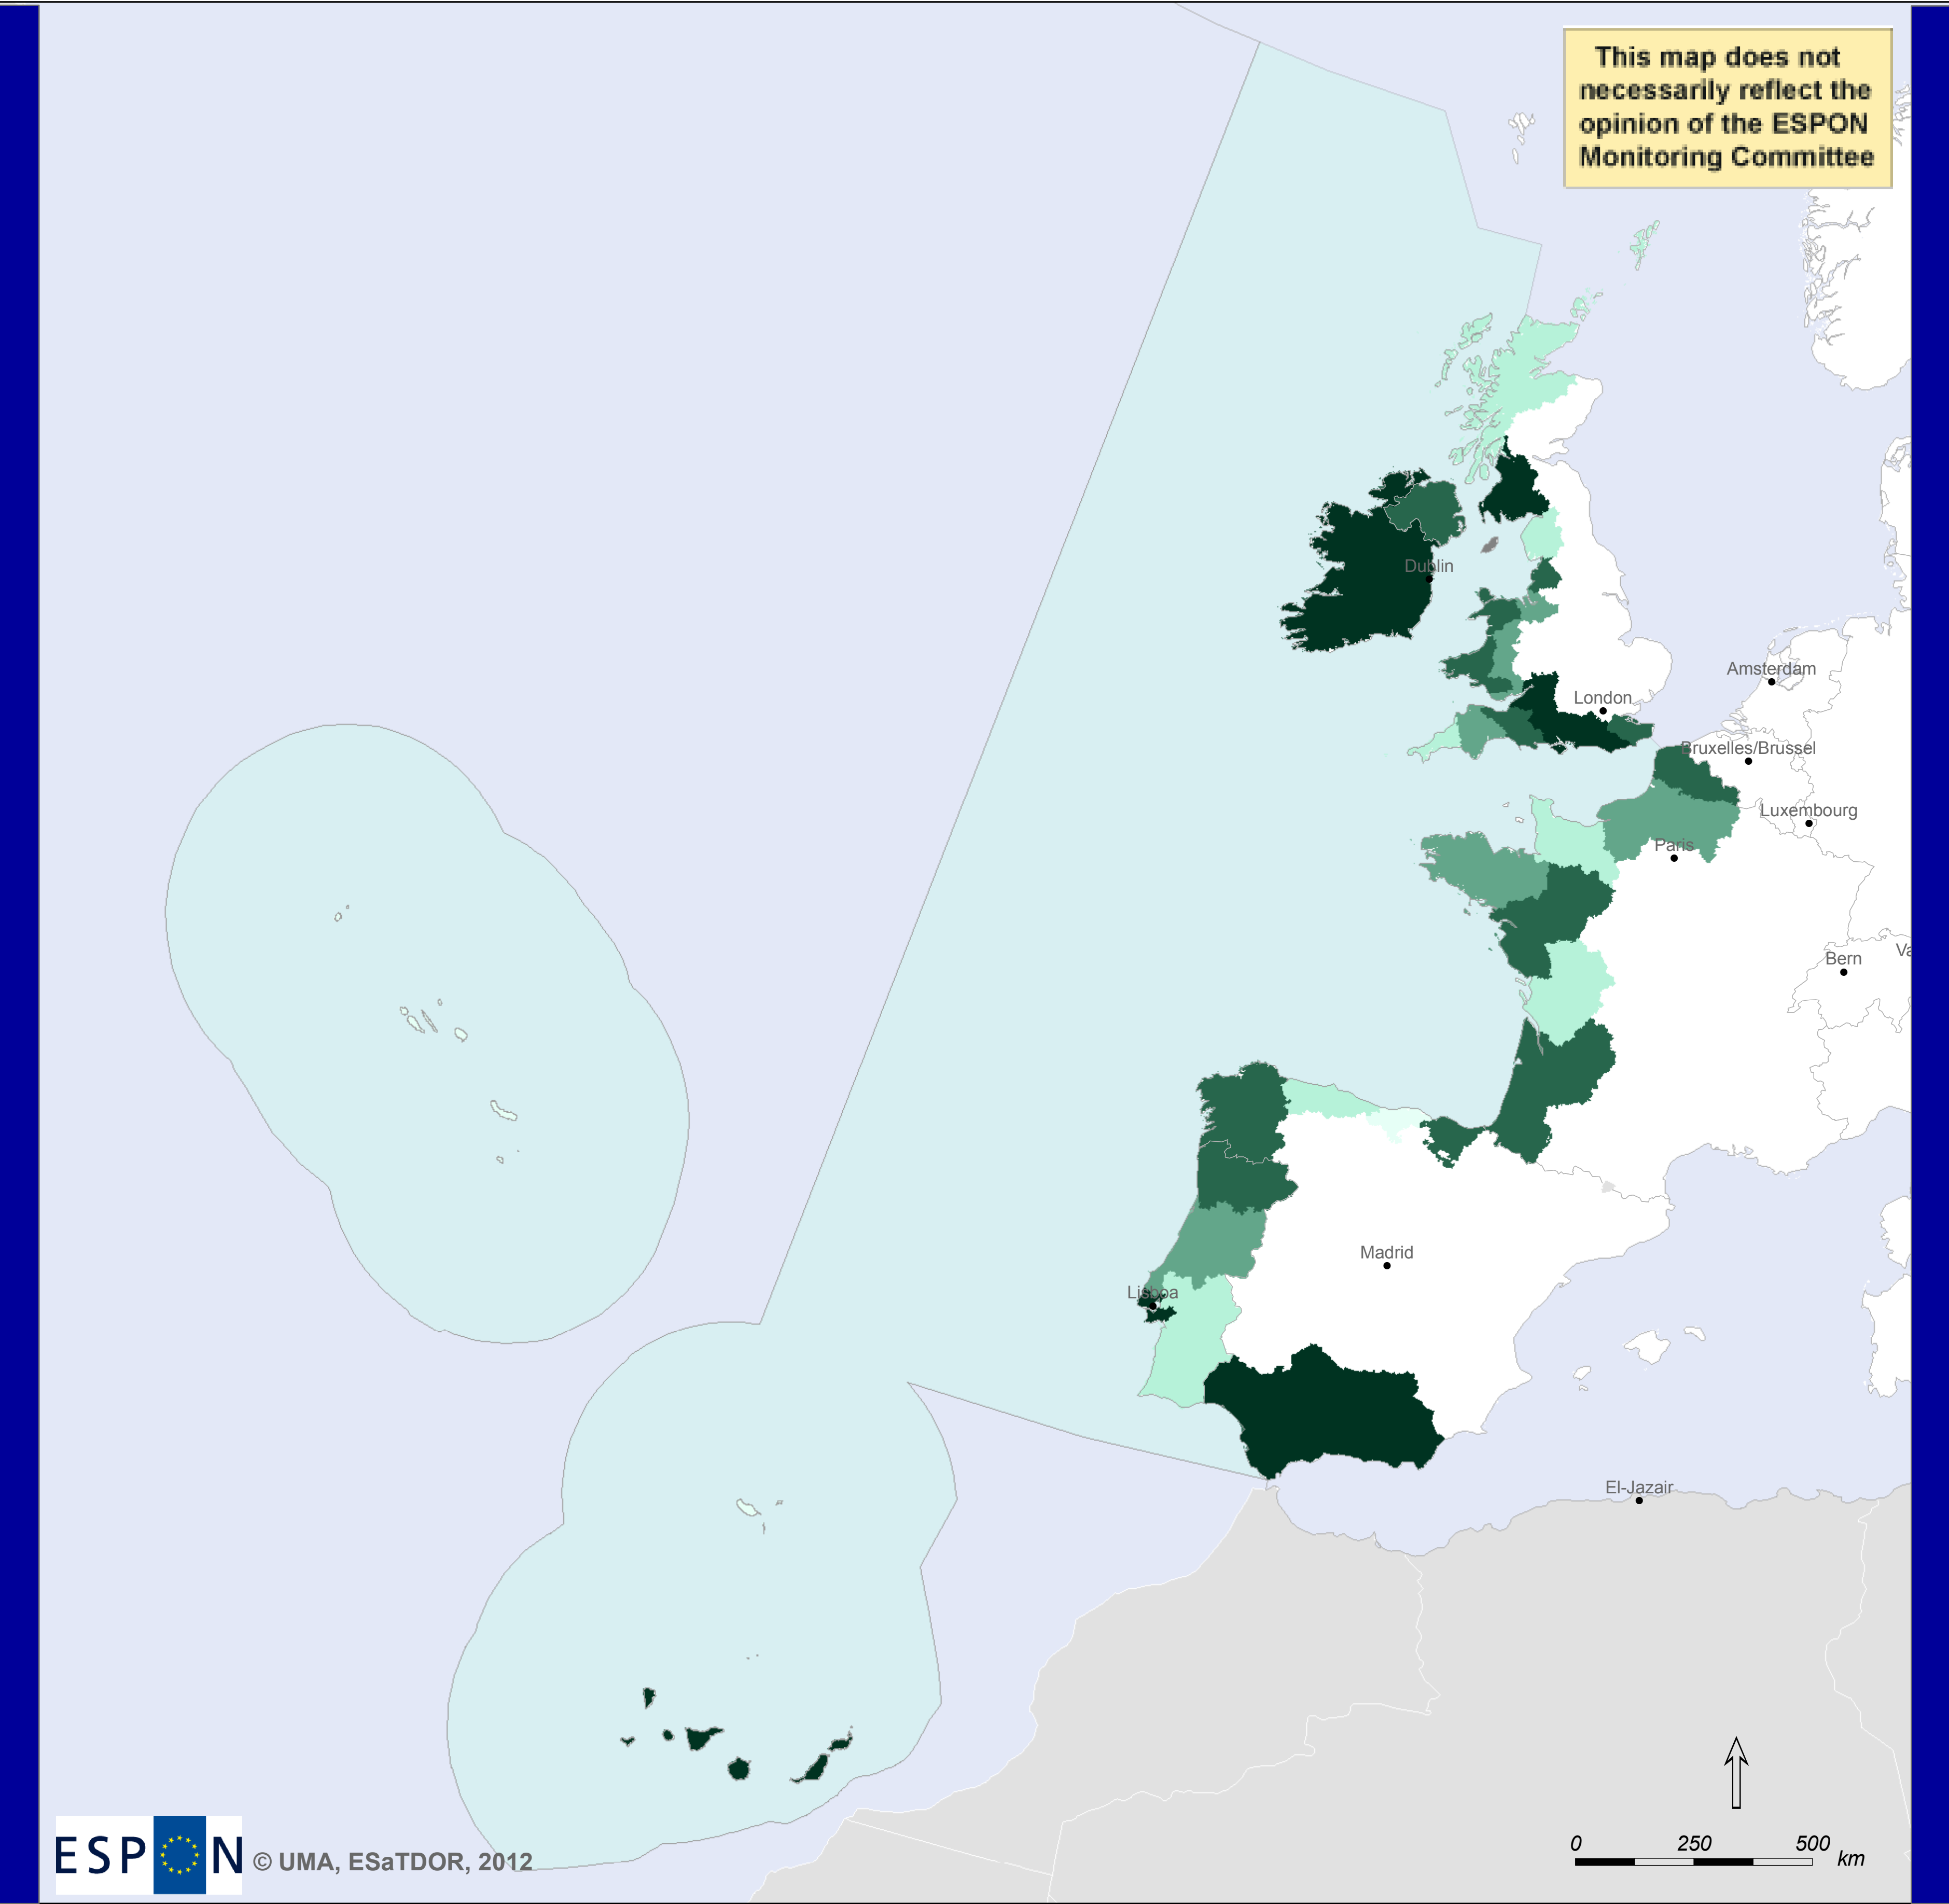 This map does not
necessarily reflect the
opinion of the ESPON
Monitoring Committee
Dublin
Amsterdam
London
Bruxelles/Brussel
Luxembourg
Paris
Va
Bern
Madrid
Lisboa
El-Jazair
0 250 500
km
ESPON © UMA, ESaTDOR, 2012